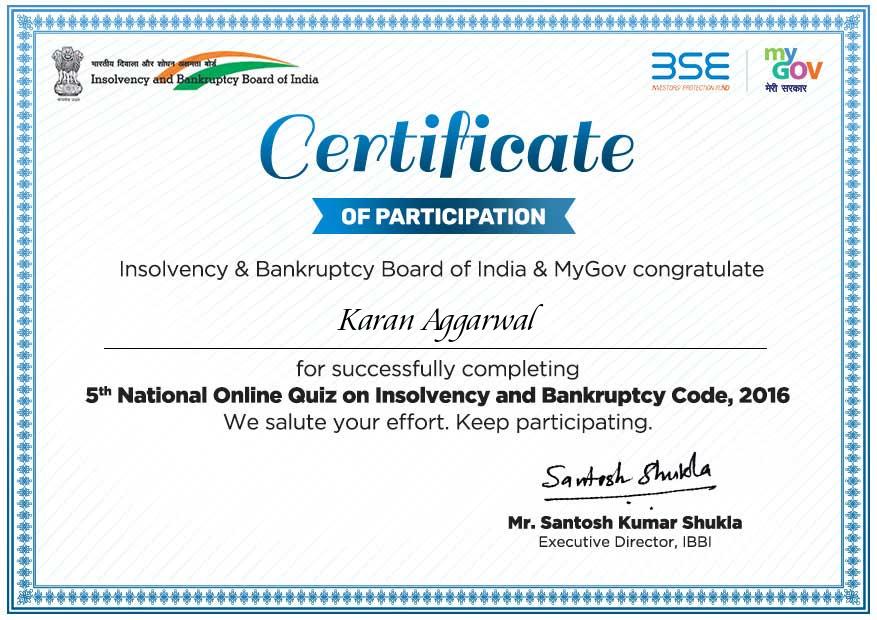 भारतीय दिवाला और शोधन अक्षमता बोर्ड
Insolvency and Bankruptcy Board of India
सत्यमेव जयते
BSE
INVESTORS' PROTECTION FUND
my
GOV
मेरी सरकार
Certificate
OF PARTICIPATION
Insolvency & Bankruptcy Board of India & MyGov congratulate
Karan Aggarwal
for successfully completing
5th National Online Quiz on Insolvency and Bankruptcy Code, 2016
We salute your effort. Keep participating.
Santosh Shukla
Mr. Santosh Kumar Shukla
Executive Director, IBBI